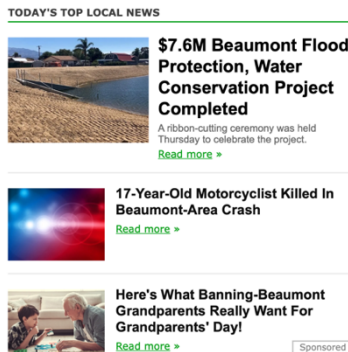 TODAY'S TOP LOCAL NEWS
$7.6M Beaumont Flood
Protection, Water
Conservation Project
Completed
A ribbon-cutting ceremony was held
Thursday to celebrate the project.
Read more »
17-Year-Old Motorcyclist Killed In
Beaumont-Area Crash
Read more »
Here's What Banning-Beaumont
Grandparents Really Want For
Grandparents' Day!
Read more »
Sponsored